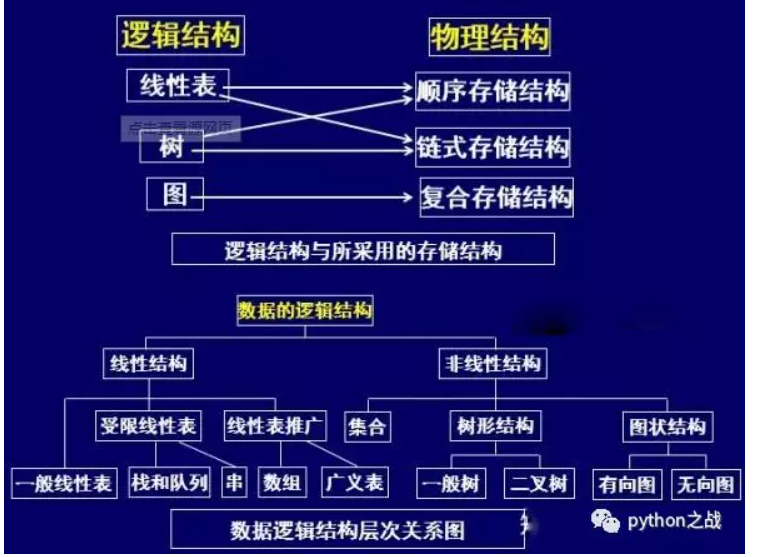 逻辑结构 物理结构
线性表 顺序存储结构
点击查看源网页
树 链式存储结构
图 复合存储结构
逻辑结构与所采用的存储结构
数据的逻辑结构
线性结构 非线性结构
受限线性表 线性表推广 集合 树形结构 图状结构
一般线性表 栈和队列 串 数组 广义表 一般树 二叉树 有向图 无向图
数据逻辑结构层次关系图
python之战